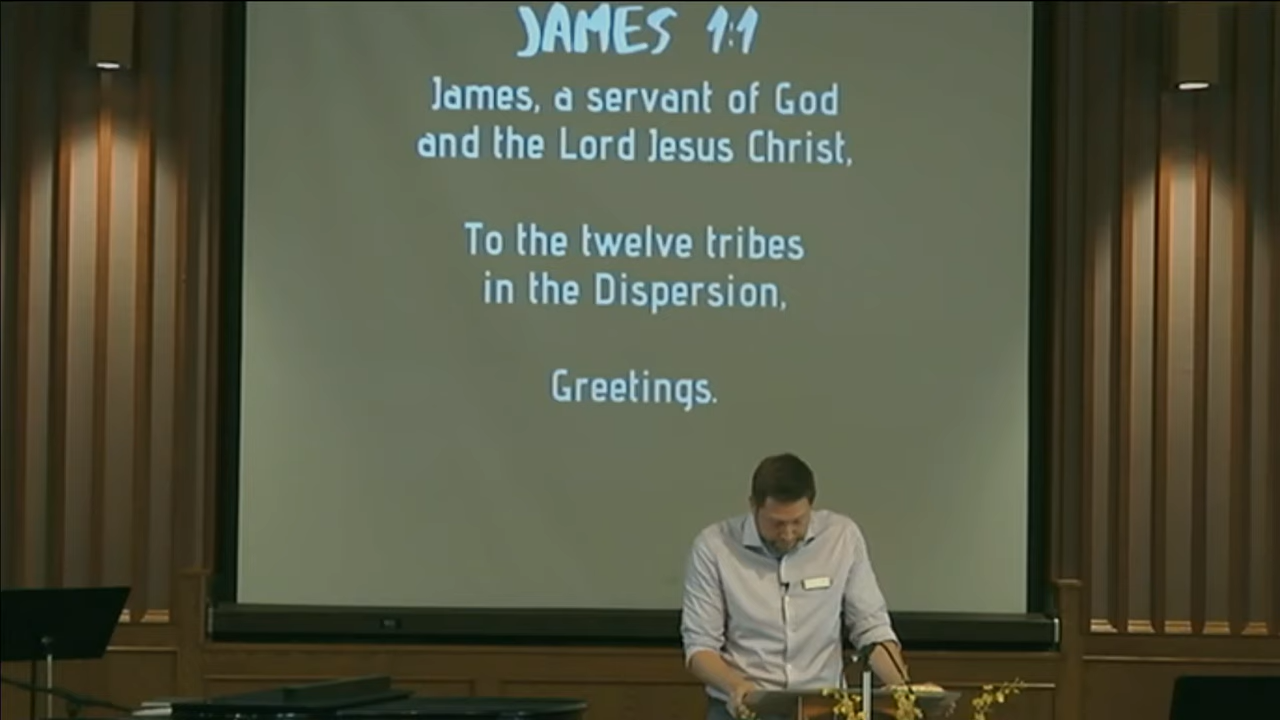 JAMES 1:1
James, a servant of God
and the Lord Jesus Christ,
To the twelve tribes
in the Dispersion,
Greetings.